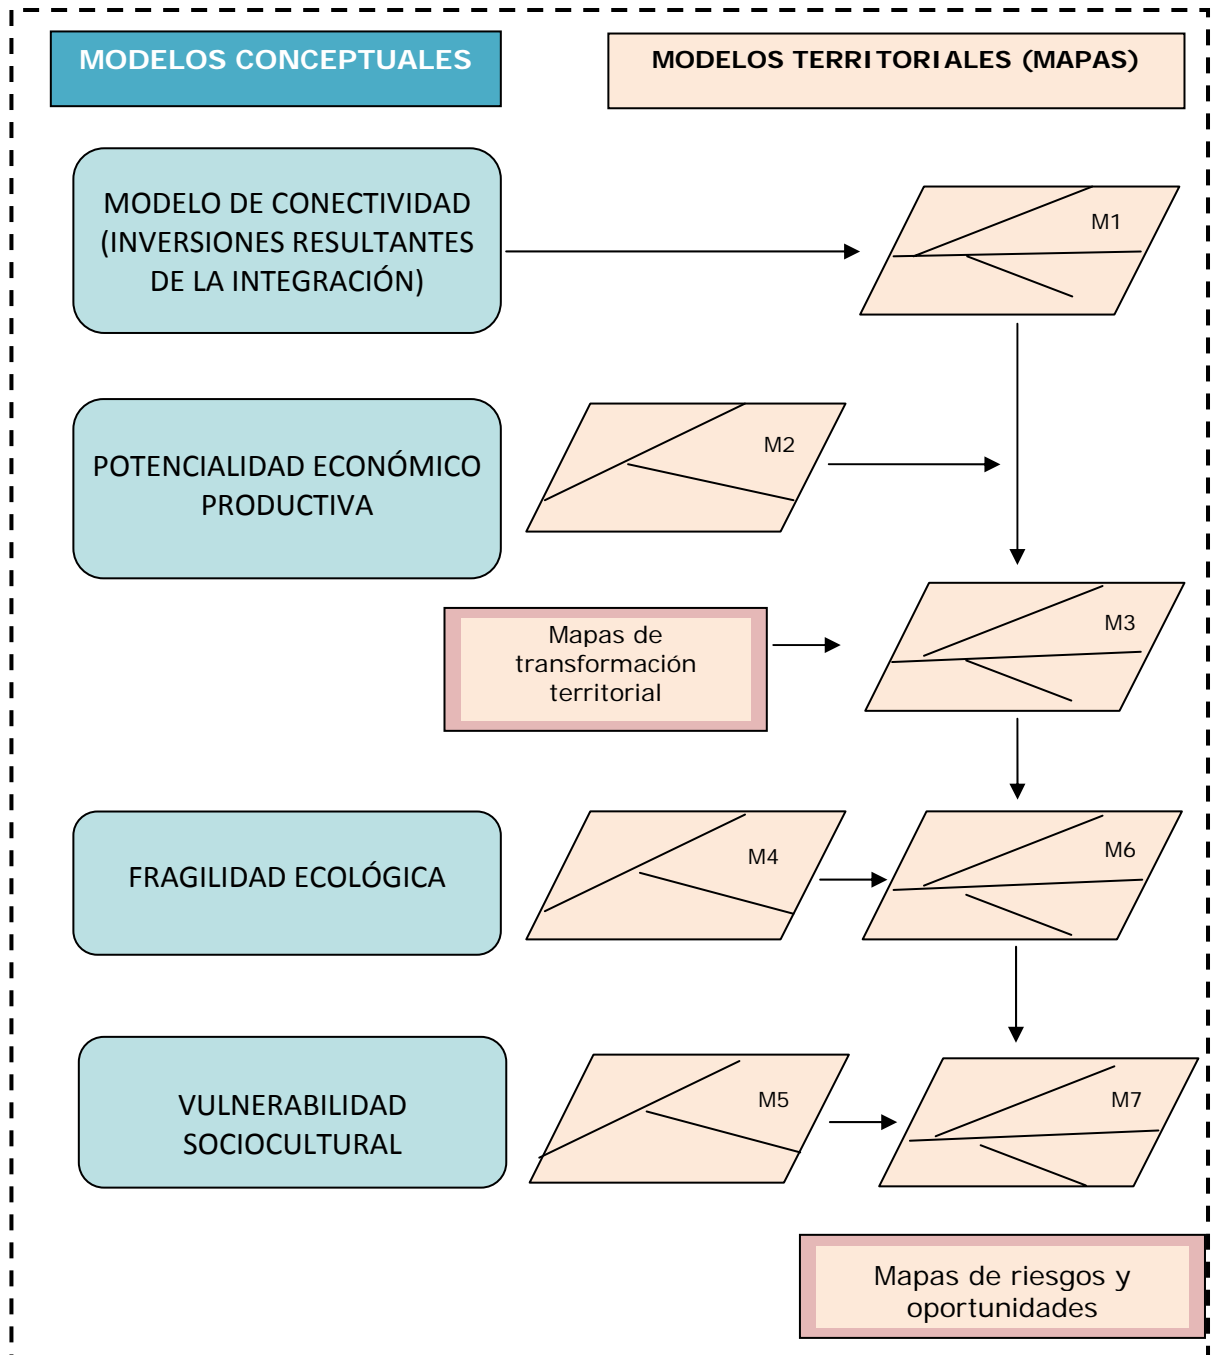 MODELOS CONCEPTUALES
MODELOS TERRITORIALES (MAPAS)
MODELO DE CONECTIVIDAD
(INVERSIONES RESULTANTES
DE LA INTEGRACIÓN)
M1
POTENCIALIDAD ECONÓMICO
PRODUCTIVA
M2
Mapas de
transformación
territorial
M3
FRAGILIDAD ECOLÓGICA
M4
M6
VULNERABILIDAD
SOCIOCULTURAL
M5
M7
Mapas de riesgos y
oportunidades